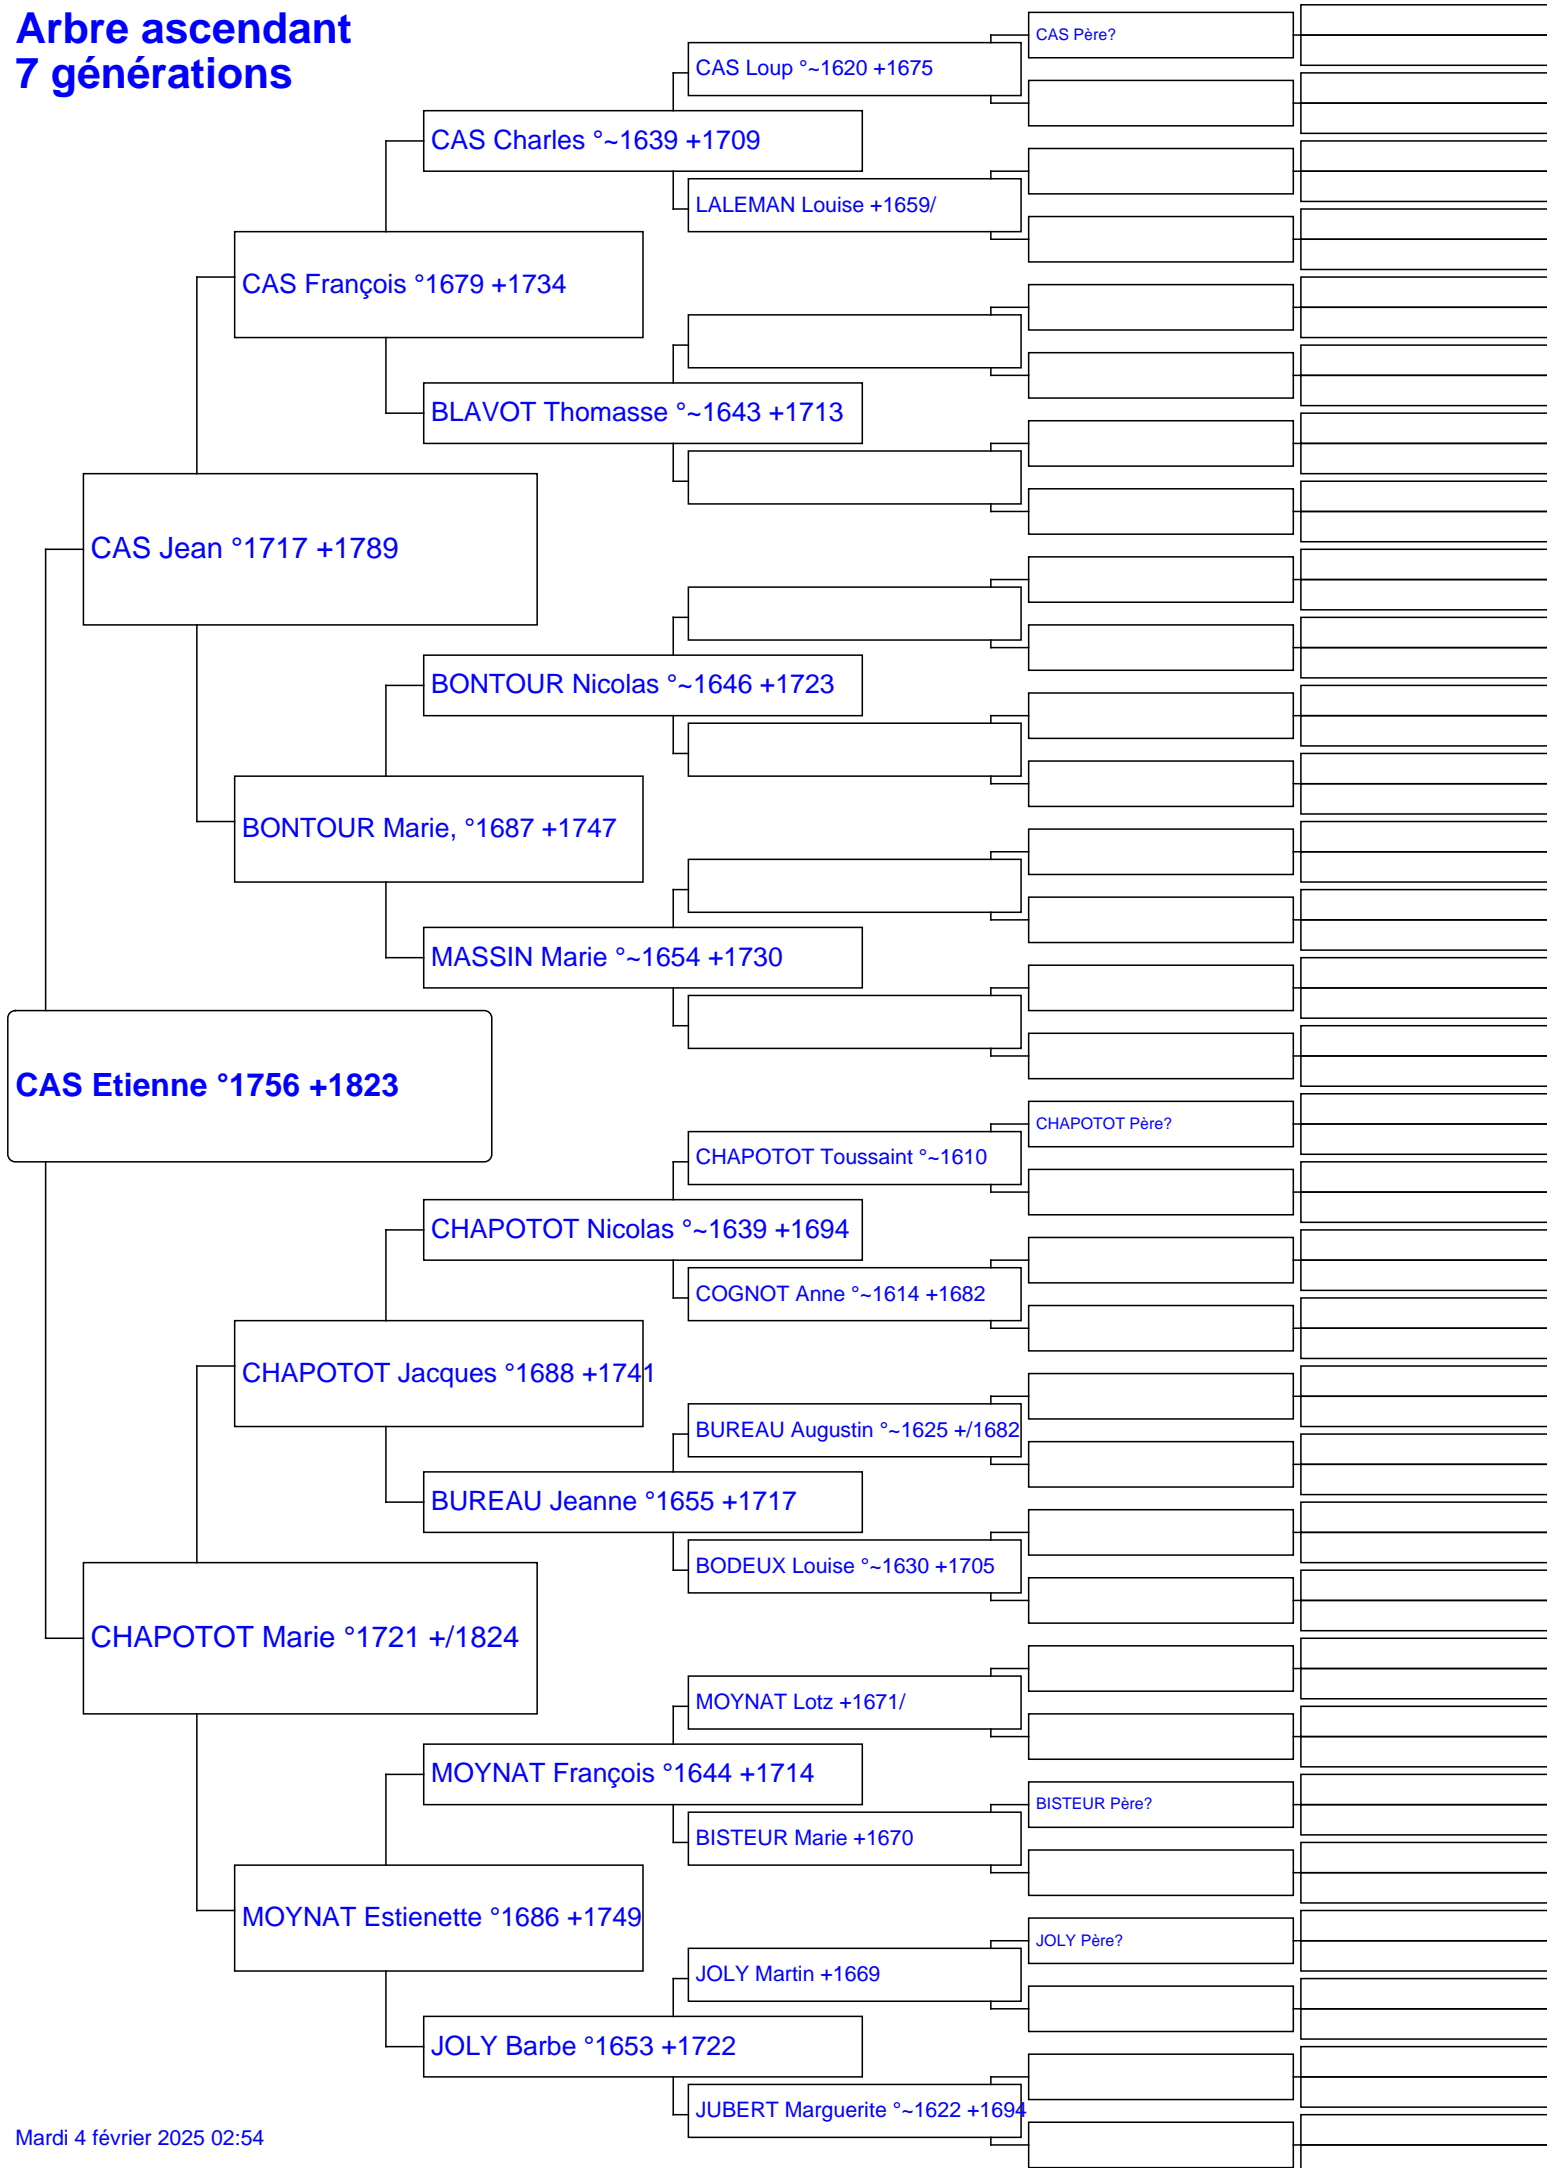 Arbre ascendant
7 générations
CAS Père?
CAS Loup °~1620 +1675
CAS Charles °~1639 +1709
LALEMAN Louise +1659/
CAS François °1679 +1734
BLAVOT Thomasse °~1643 +1713
CAS Jean °1717 +1789
BONTOUR Nicolas °~1646 +1723
BONTOUR Marie, °1687 +1747
MASSIN Marie °~1654 +1730
CAS Etienne °1756 +1823
CHAPOTOT Père?
CHAPOTOT Toussaint °~1610
CHAPOTOT Nicolas °~1639 +1694
COGNOT Anne °~1614 +1682
CHAPOTOT Jacques °1688 +1741
BUREAU Augustin °~1625 +/1682
BUREAU Jeanne °1655 +1717
BODEUX Louise °~1630 +1705
CHAPOTOT Marie °1721 +/1824
MOYNAT Lotz +1671/
MOYNAT François °1644 +1714
BISTEUR Père?
BISTEUR Marie +1670
MOYNAT Estienette °1686 +1749
JOLY Père?
JOLY Martin +1669
JOLY Barbe °1653 +1722
JUBERT Marguerite °~1622 +1694
Mardi 4 février 2025 02:54